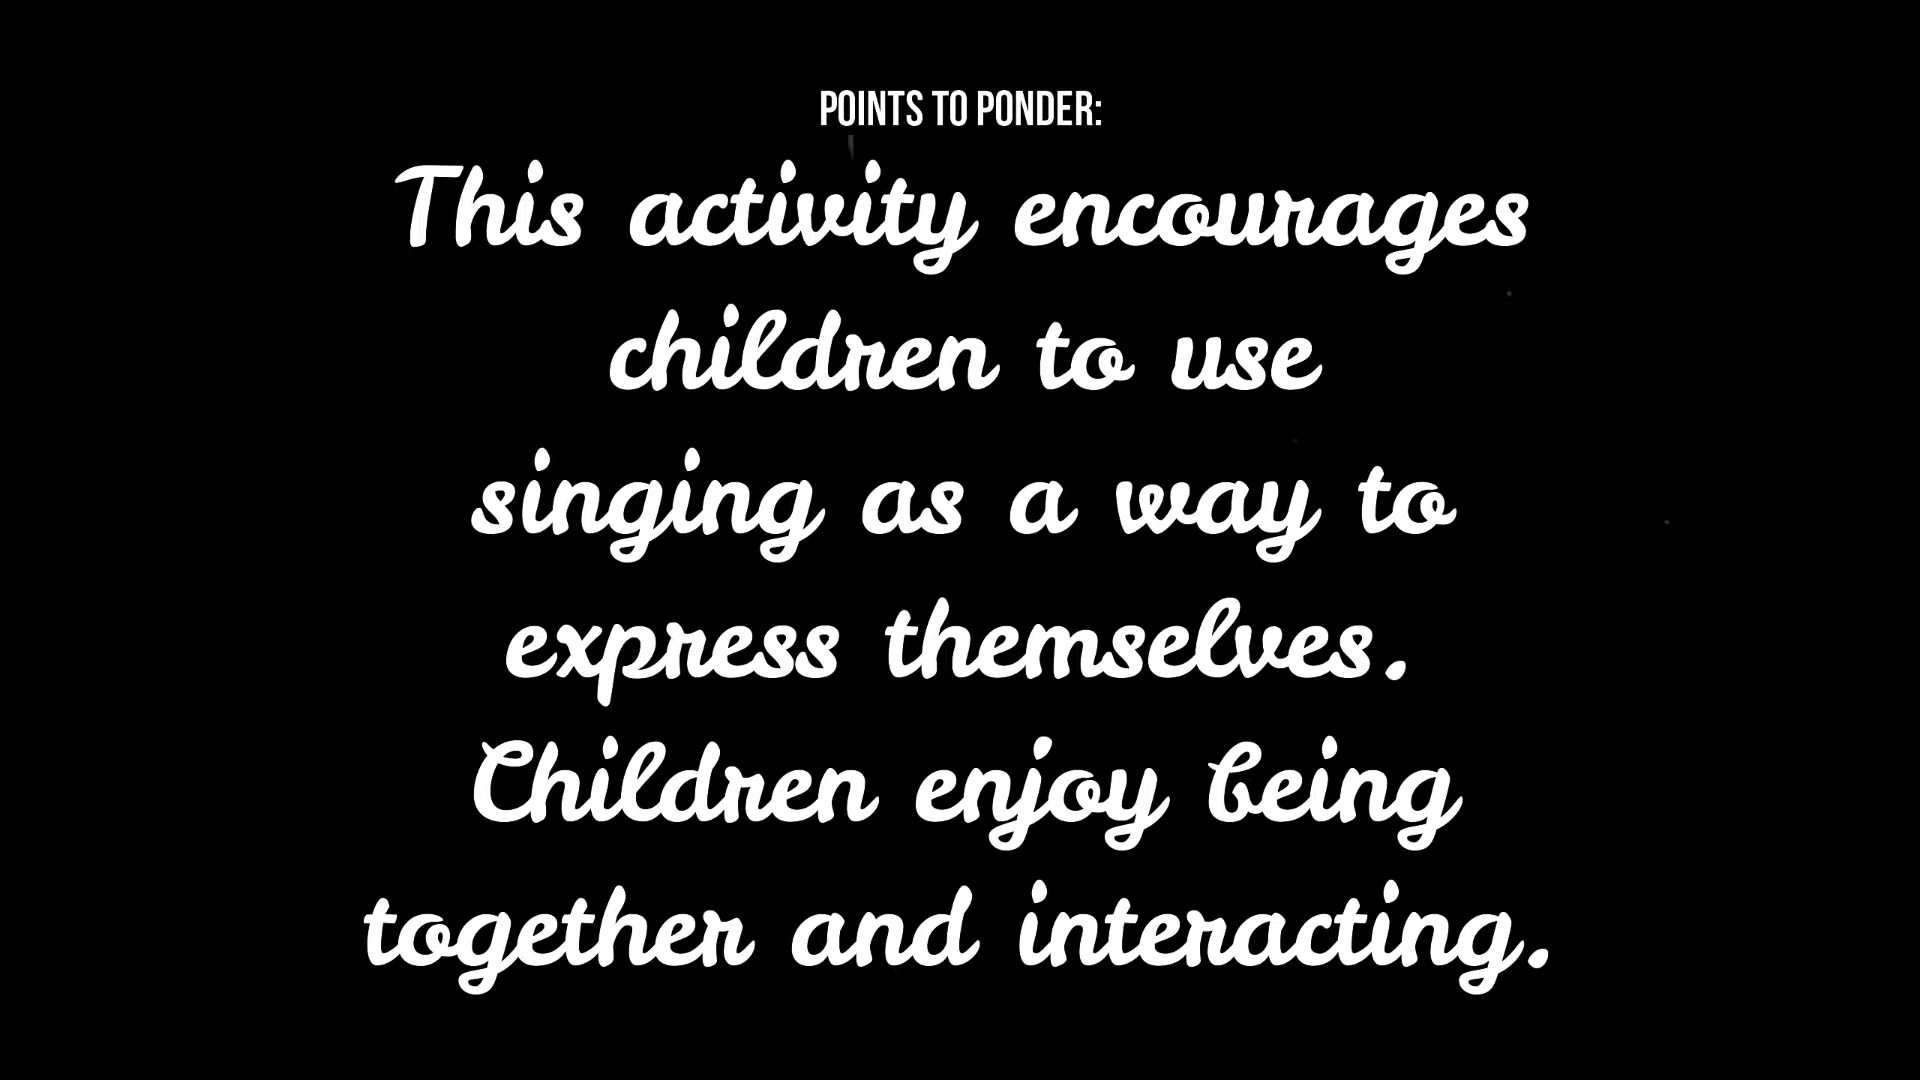 POINTS TO PONDER:
This activity encourages
children to use
singing as a way to
express themselves.
Children enjoy being
together and interacting.